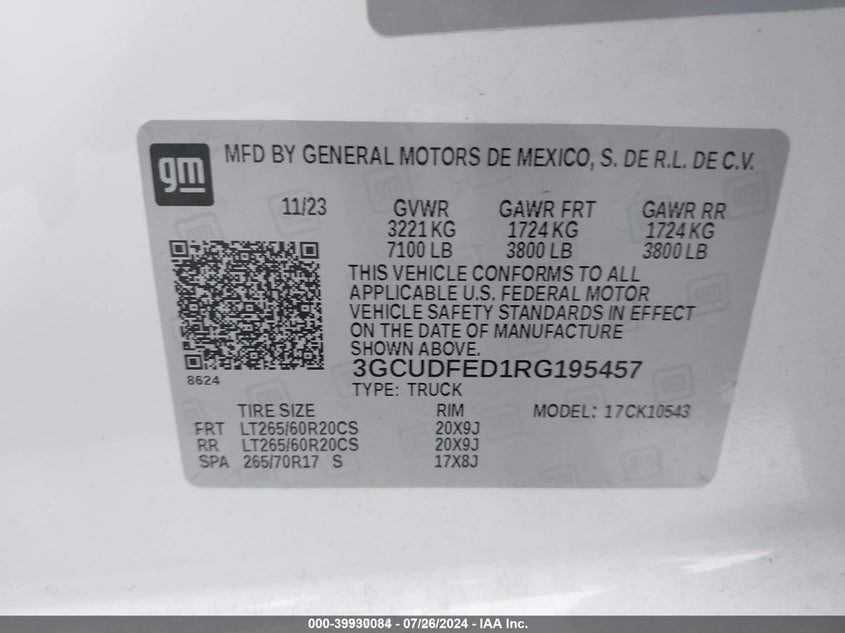 gm
MFD BY GENERAL MOTORS DE MEXICO, S. DE R.L. DE C.V.
11/23 GVWR GAWR FRT GAWR RR
3221 KG 1724 KG 1724 KG
7100 LB 3800 LB 3800 LB
THIS VEHICLE CONFORMS TO ALL
APPLICABLE U.S. FEDERAL MOTOR
VEHICLE SAFETY STANDARDS IN EFFECT
ON THE DATE OF MANUFACTURE
SHOWN ABOVE.
3GCUDFED1RG195457
8624
TYPE: TRUCK
TIRE SIZE RIM MODEL: 17CK10543
FRT LT265/60R20CS 20X9J
RR LT265/60R20CS 20X9J
SPA 265/70R17 S 17X8J
000-39930084 - 07/26/2024 - IAA Inc.